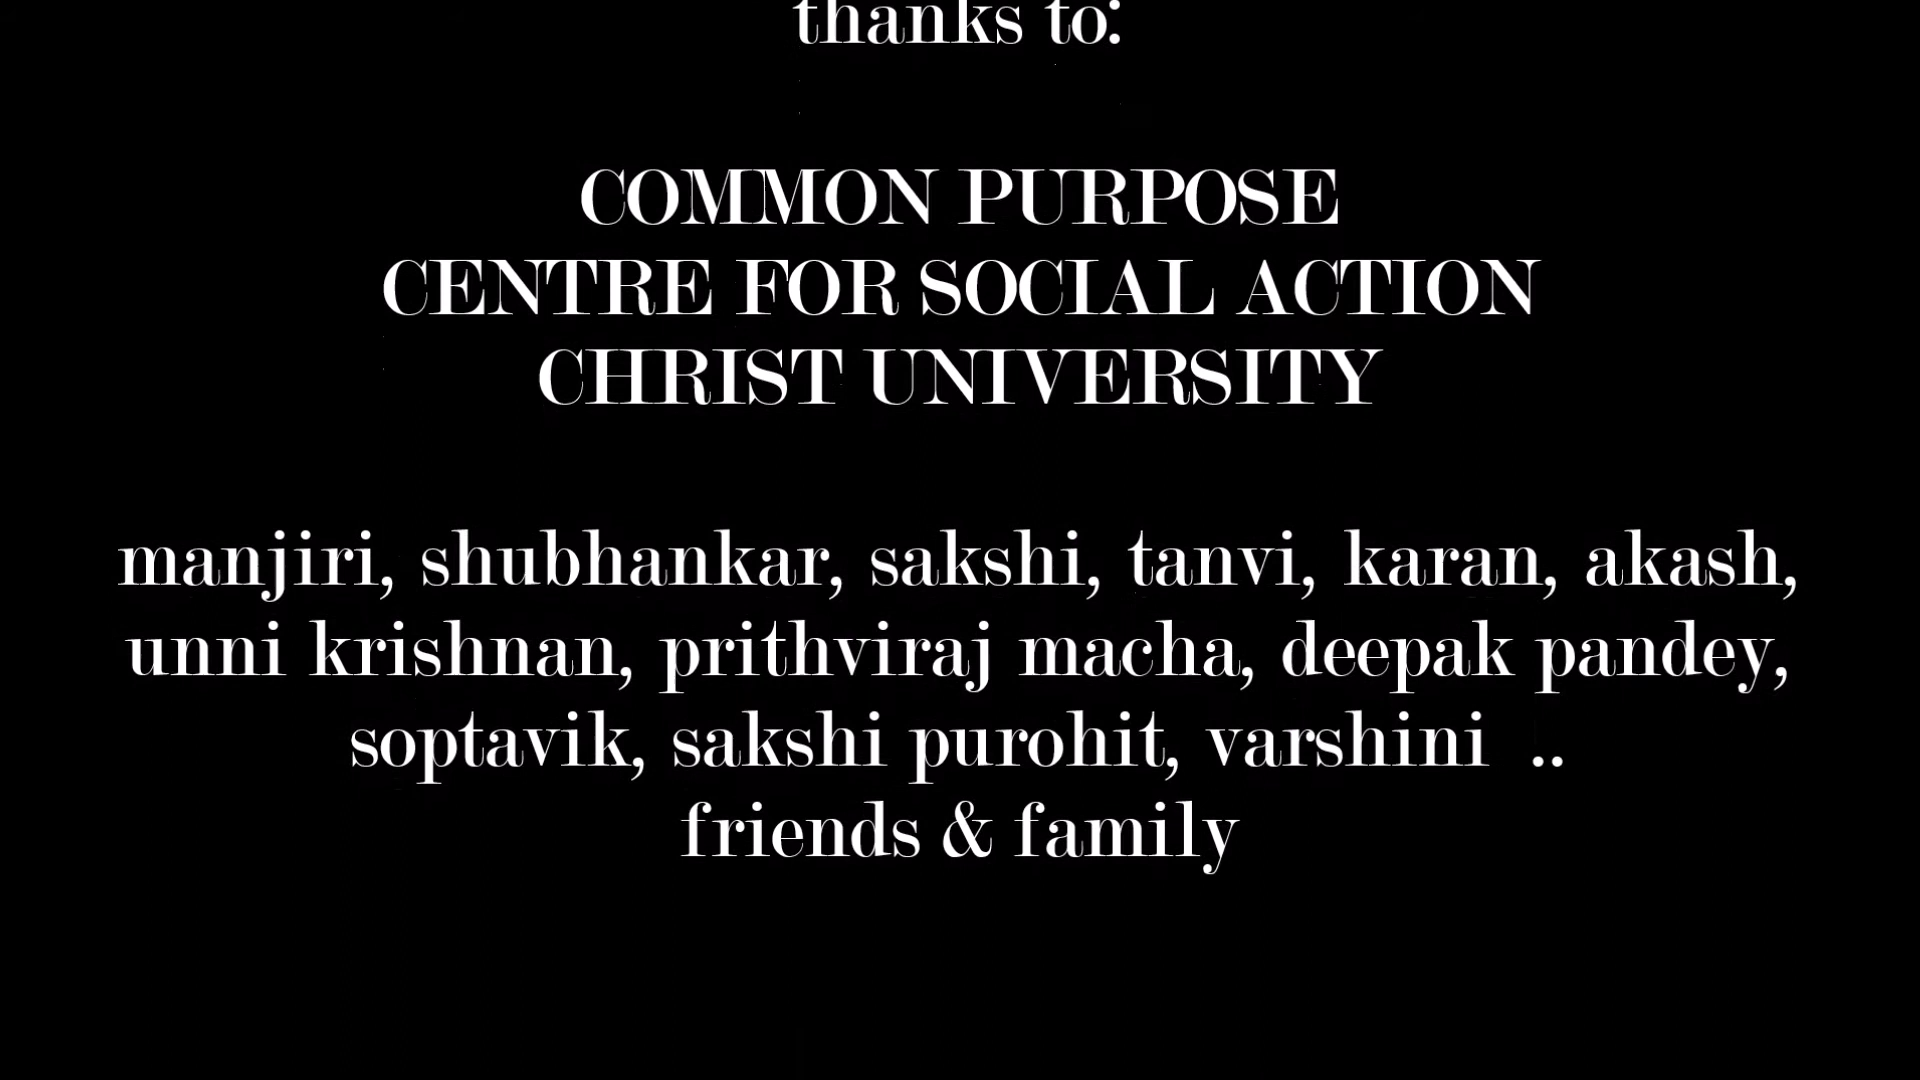 thanks to:
COMMON PURPOSE
CENTRE FOR SOCIAL ACTION
CHRIST UNIVERSITY
manjiri, shubhankar, sakshi, tanvi, karan, akash,
unni krishnan, prithviraj macha, deepak pandey,
soptavik, sakshi purohit, varshini  ..
friends & family